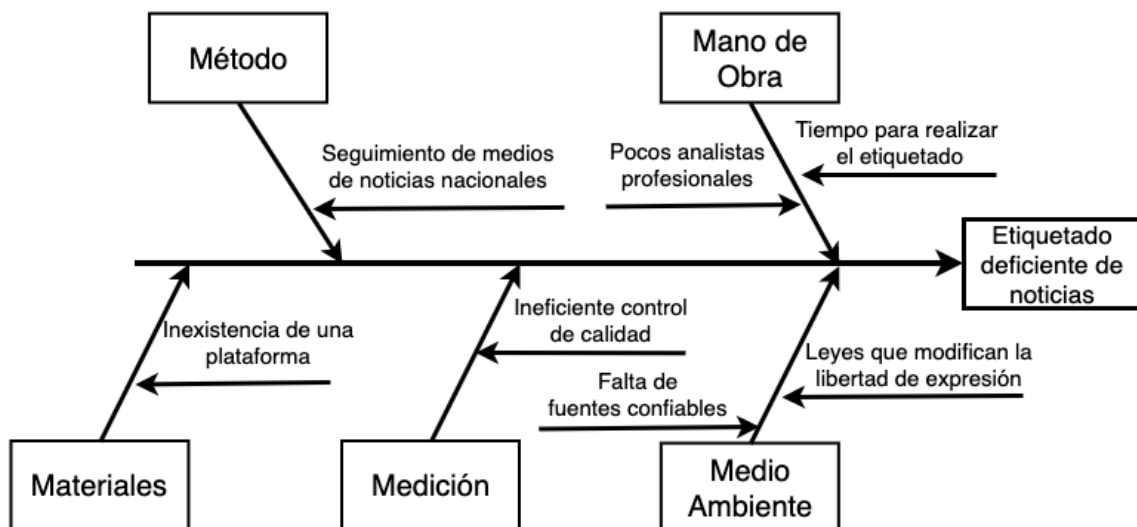 Método
Mano de
Obra
Seguimiento de medios
de noticias nacionales
Pocos analistas
profesionales
Tiempo para realizar
el etiquetado
Etiquetado
deficiente de
noticias
Inexistencia de una
plataforma
Ineficiente control
de calidad
Falta de
fuentes confiables
Leyes que modifican la
libertad de expresión
Materiales
Medición
Medio
Ambiente